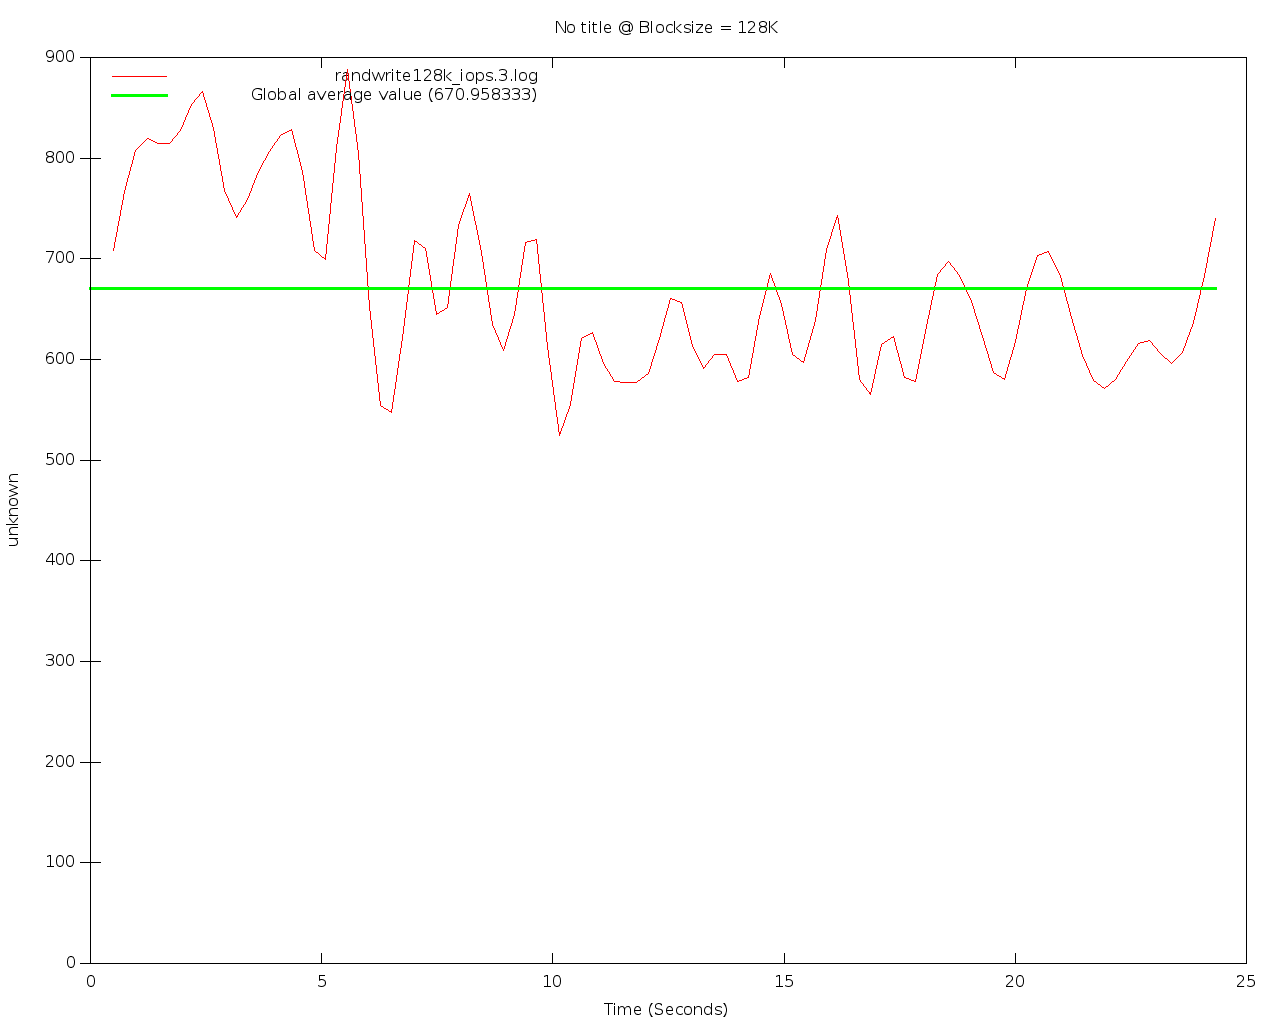 No title @ Blocksize = 128K
randwrite128k_iops.3.log
Global average value (670.958333)
900
800
700
600
500
400
300
200
100
0
unknown
0 5 10 15 20 25
Time (Seconds)